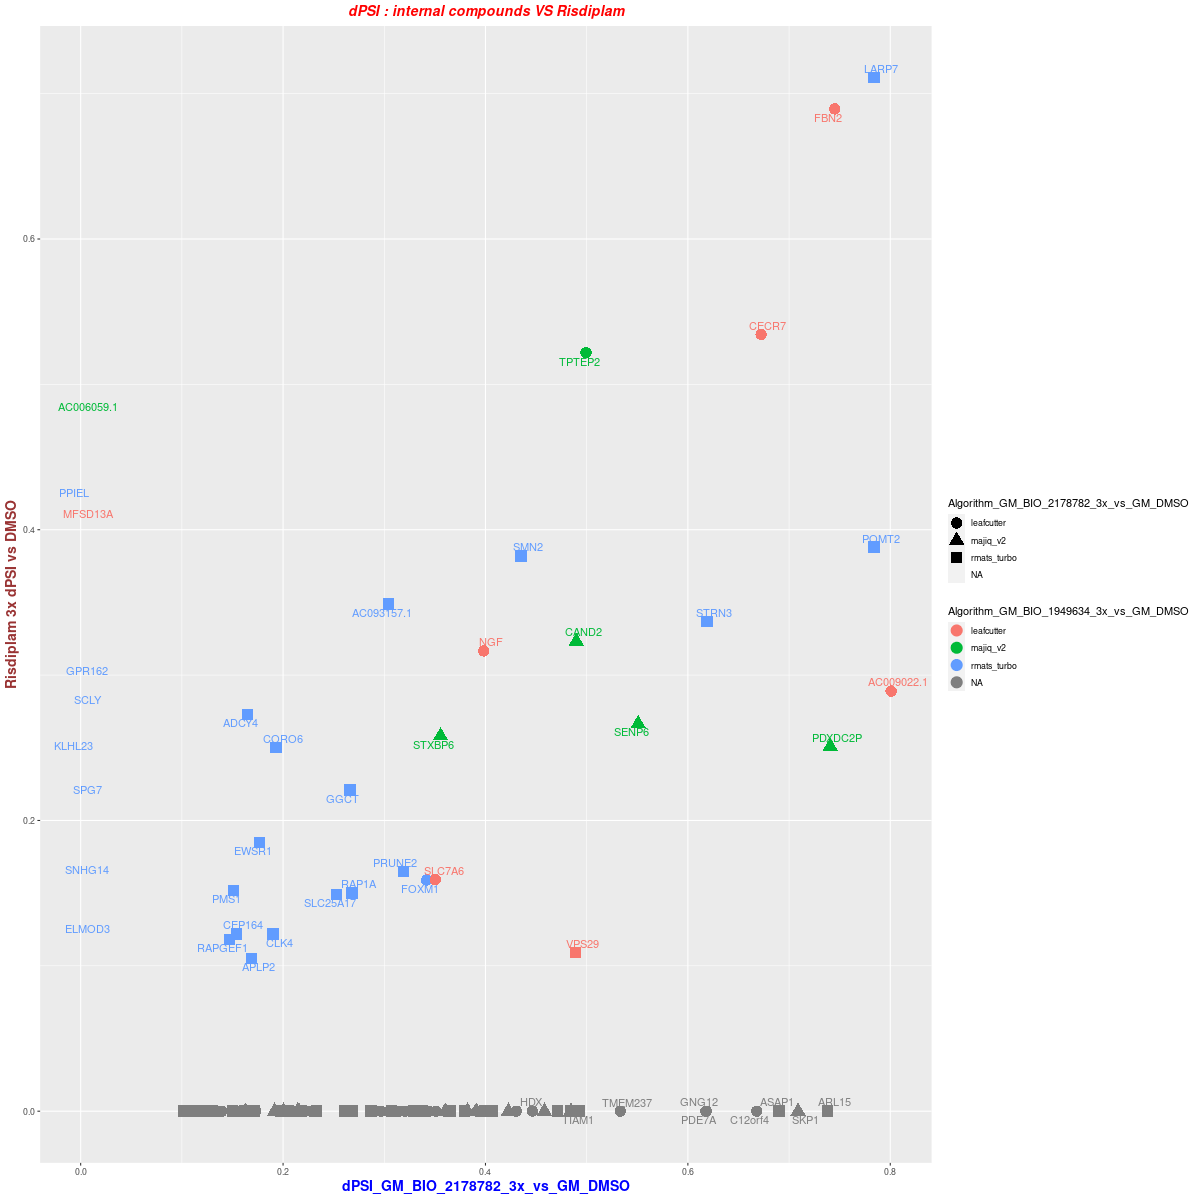 dPSI : internal compounds VS Risdiplam
LARP7
FBN2
0.6
CECR7
TPTEP2
AC006059.1
PPIEL
MFSD13A
0.4
SMN2
POMT2
AC093157.1
STRN3
CAND2
NGF
GPR162
AC009022.1
SCLY
ADCY4
SENP6
CORO6
PDXDC2P
KLHL23
STXBP6
SPG7
GGCT
0.2
EWSR1
PRUNE2
SNHG14
SLC7A6
RAP1A
FOXM1
PMS1
SLC25A17
CEP164
ELMOD3
RAPGEF1
CLK4
VPS29
APLP2
HDX
TMEM237
GNG12
ASAP1
ARL15
0.0
TIAM1
PDE7A
C12orf4
SKP1
0.0
0.2
0.4
0.6
0.8
dPSI_GM_BIO_2178782_3x_vs_GM_DMSO
Risdiplam 3x dPSI vs DMSO
Algorithm_GM_BIO_2178782_3x_vs_GM_DMSO
leafcutter
majiq_v2
rmats_turbo
NA
Algorithm_GM_BIO_1949634_3x_vs_GM_DMSO
leafcutter
majiq_v2
rmats_turbo
NA